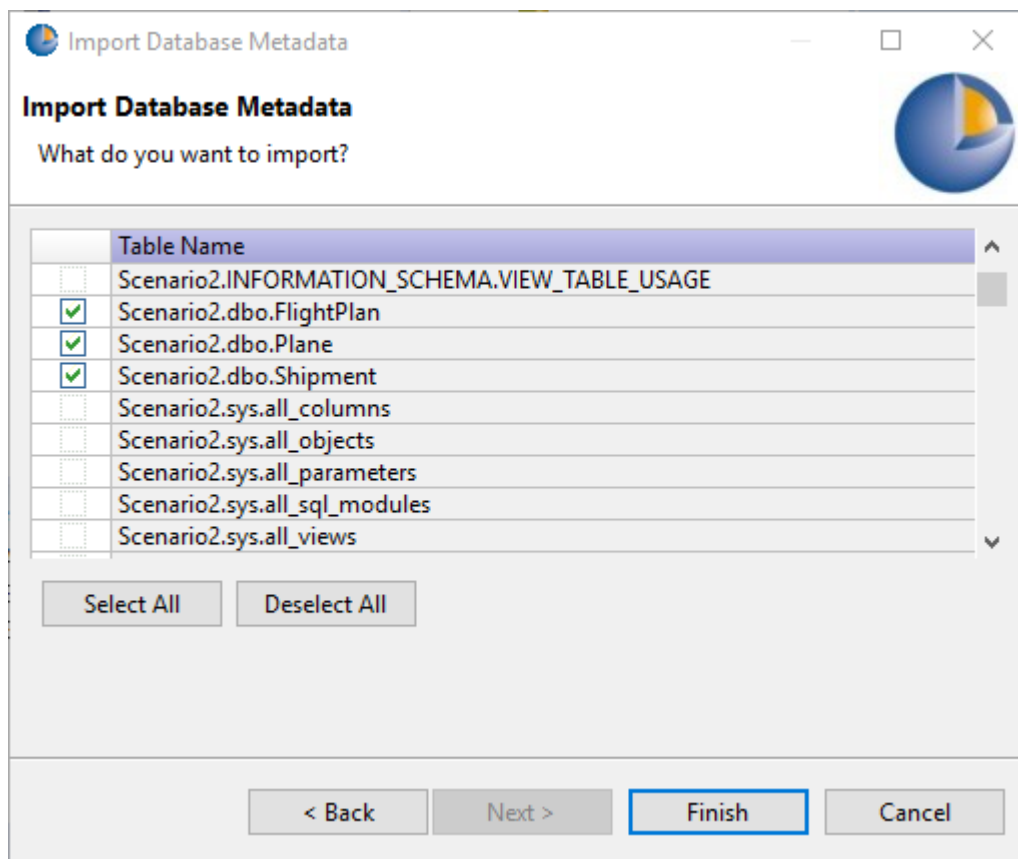 Import Database Metadata
Import Database Metadata
What do you want to import?
Table Name
Scenario2.INFORMATION_SCHEMA.VIEW_TABLE_USAGE
Scenario2.dbo.FlightPlan
Scenario2.dbo.Plane
Scenario2.dbo.Shipment
Scenario2.sys.all_columns
Scenario2.sys.all_objects
Scenario2.sys.all_parameters
Scenario2.sys.all_sql_modules
Scenario2.sys.all_views
Select All Deselect All
< Back Next > Finish Cancel